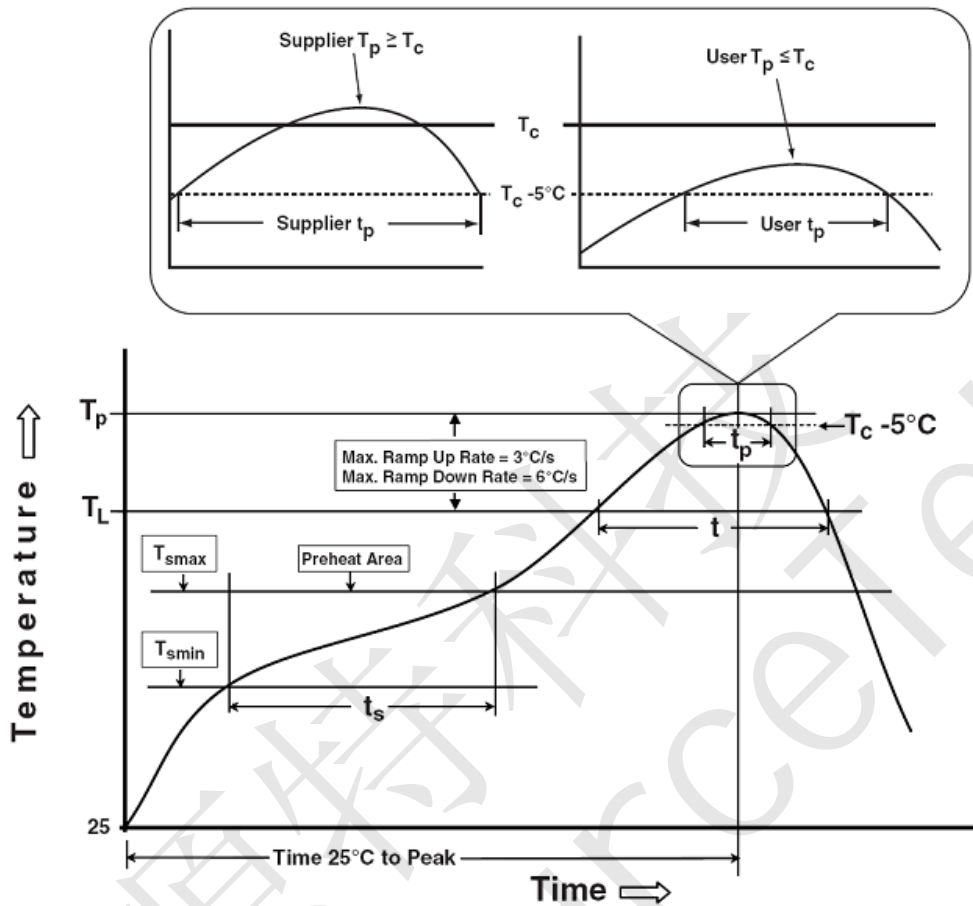 Supplier Tp ≥ Tc
User Tp ≤ Tc
Tc
Tc -5°C
Supplier tp
User tp
Tp
Tc -5°C
tp
Max. Ramp Up Rate = 3°C/s
Max. Ramp Down Rate = 6°C/s
TL
t
Tsmax
Preheat Area
Tsmin
ts
Temperature
25
Time 25°C to Peak
Time